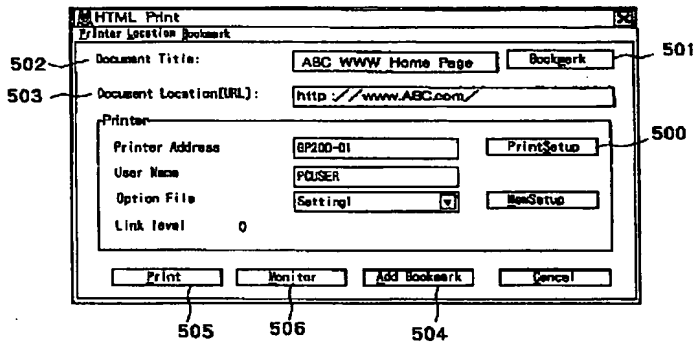 HTML Print
Printer Location Bookmark
502 Document Title: ABC WWW Home Page Bookmark 501
503 Document Location[URL]: http://www.ABC.com/
Printer
Printer Address GP200-01 PrintSetup 500
User Name PCUSER
Option File Setting1 NewSetup
Link level 0
Print Monitor Add Bookmark Cancel
505 506 504